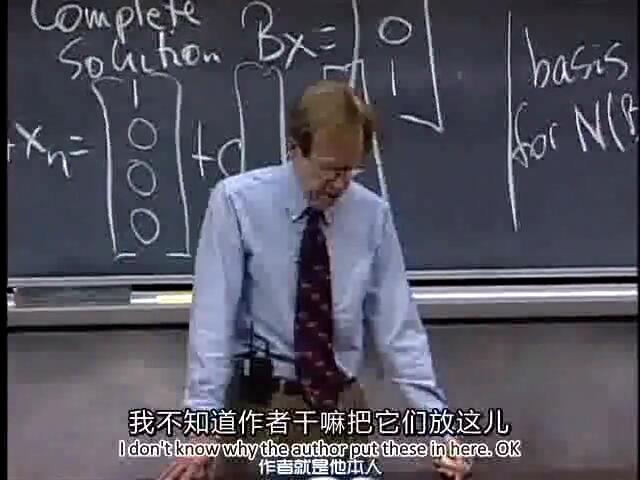 Complete
solution Bx = [0 1]
basis
for N(B
+ x_n = [1 0 0 0] + c
我不知道作者干嘛把它们放这儿
I don't know why the author put these in here. OK
作者就是他本人